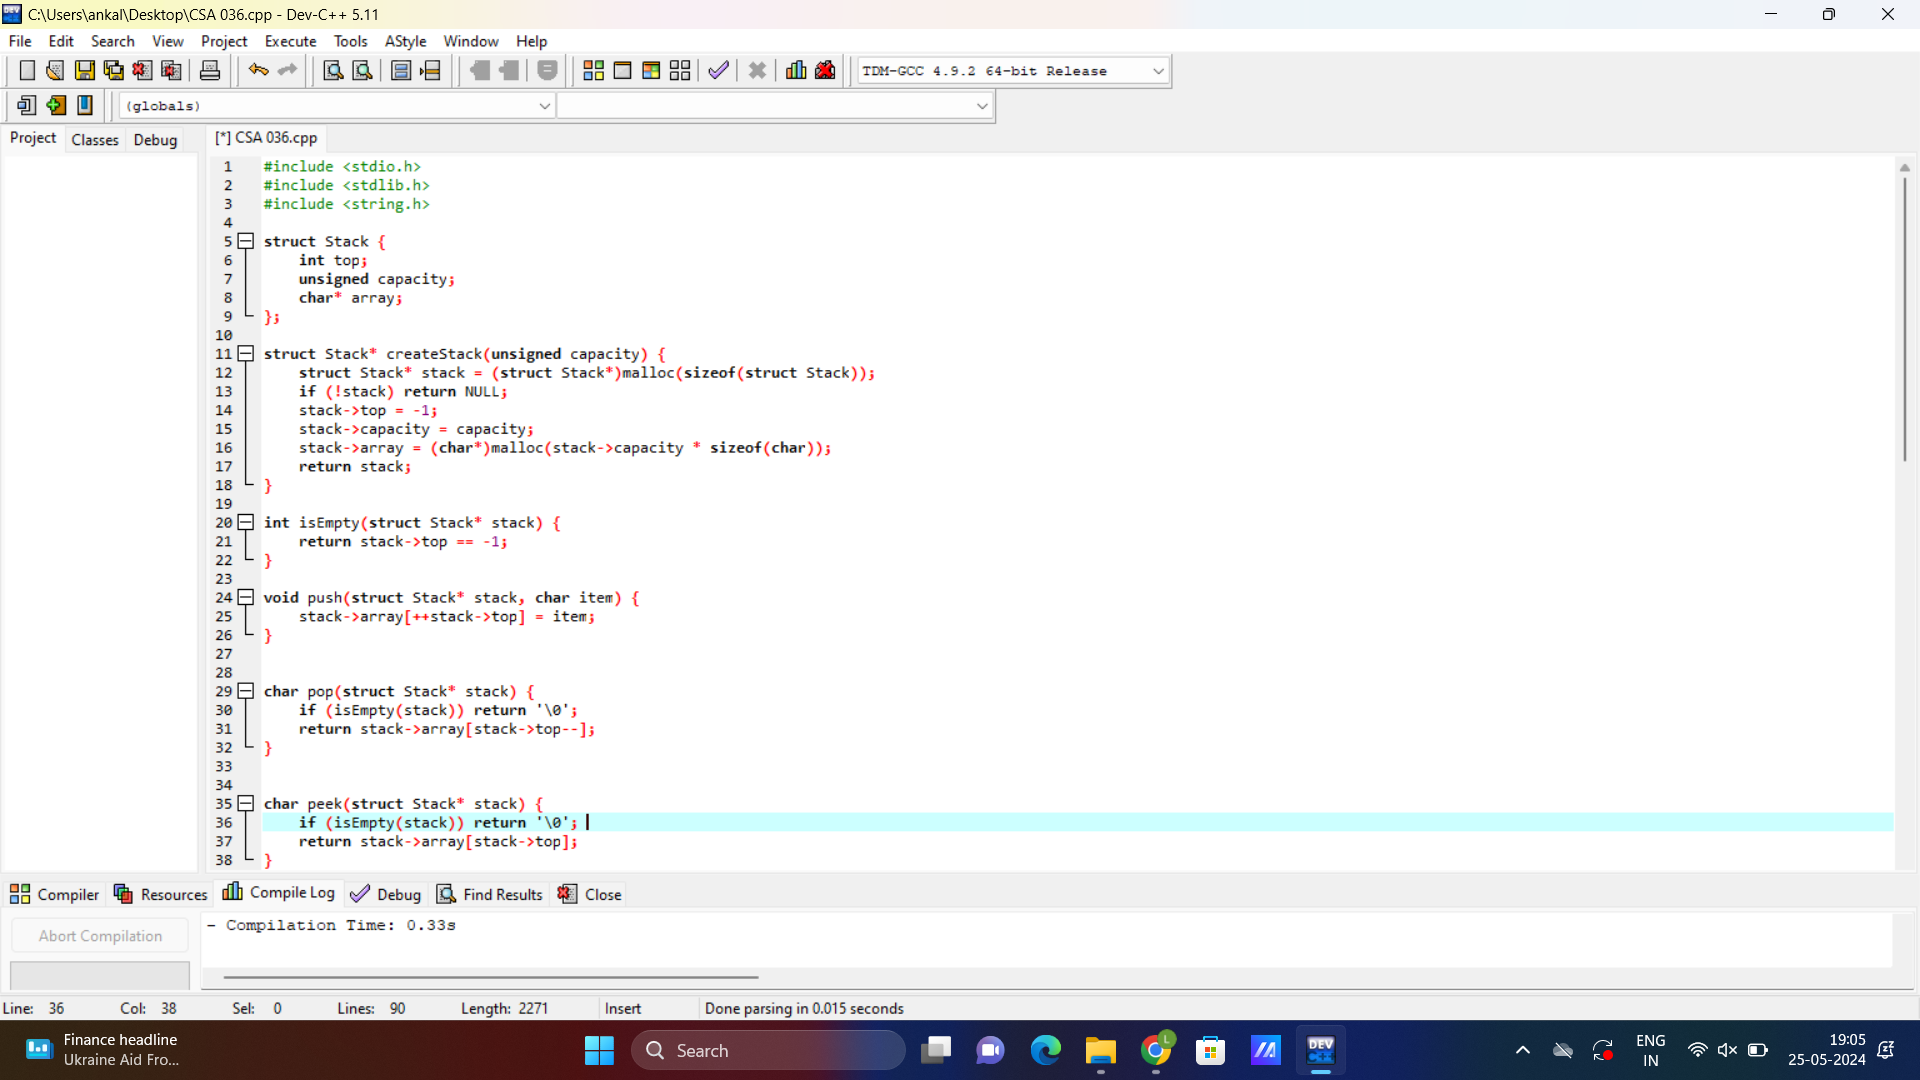 C:\Users\ankal\Desktop\CSA 036.cpp - Dev-C++ 5.11
File Edit Search View Project Execute Tools AStyle Window Help
TDM-GCC 4.9.2 64-bit Release
(globals)
Project Classes Debug [*] CSA 036.cpp
1 #include <stdio.h>
2 #include <stdlib.h>
3 #include <string.h>
4
5 struct Stack {
6 int top;
7 unsigned capacity;
8 char* array;
9 };
10
11 struct Stack* createStack(unsigned capacity) {
12 struct Stack* stack = (struct Stack*)malloc(sizeof(struct Stack));
13 if (!stack) return NULL;
14 stack->top = -1;
15 stack->capacity = capacity;
16 stack->array = (char*)malloc(stack->capacity * sizeof(char));
17 return stack;
18 }
19
20 int isEmpty(struct Stack* stack) {
21 return stack->top == -1;
22 }
23
24 void push(struct Stack* stack, char item) {
25 stack->array[++stack->top] = item;
26 }
27
28
29 char pop(struct Stack* stack) {
30 if (isEmpty(stack)) return '\0';
31 return stack->array[stack->top--];
32 }
33
34
35 char peek(struct Stack* stack) {
36 if (isEmpty(stack)) return '\0';
37 return stack->array[stack->top];
38 }
Compiler Resources Compile Log Debug Find Results Close
Abort Compilation
- Compilation Time: 0.33s
Line: 36 Col: 38 Sel: 0 Lines: 90 Length: 2271 Insert Done parsing in 0.015 seconds
Finance headline
Ukraine Aid Fro...
Search
L
DEV
C++
ENG
IN
19:05
25-05-2024